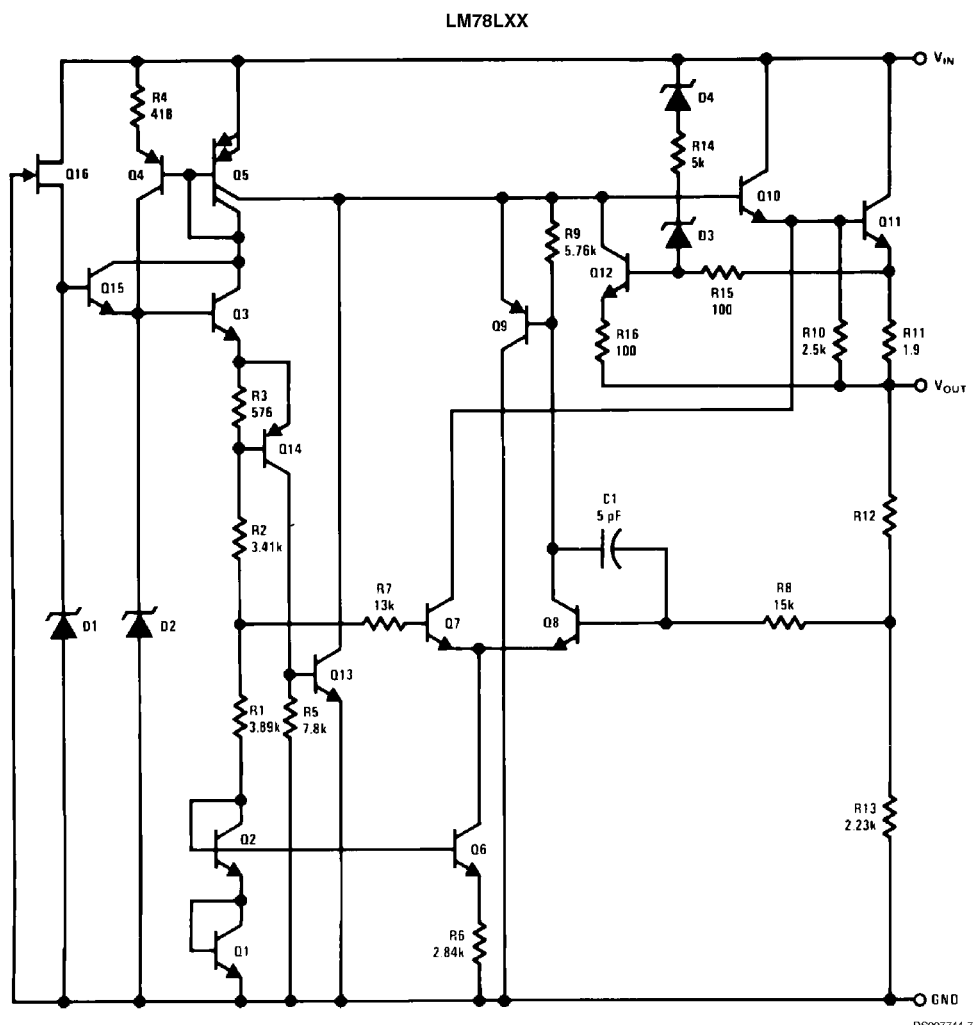 LM78LXX
VIN
R4
418
D4
R14
5k
Q16
Q4
Q5
Q10
Q11
R9
5.76k
D3
Q12
Q15
R15
100
Q3
Q9
R16
100
R10
2.5k
R11
1.9
R3
576
VOUT
Q14
C1
5 pF
R12
R2
3.41k
R7
13k
R8
15k
D1
D2
Q7
Q8
Q13
R1
3.89k
R5
7.8k
R13
2.23k
Q2
Q6
R6
2.84k
Q1
GND